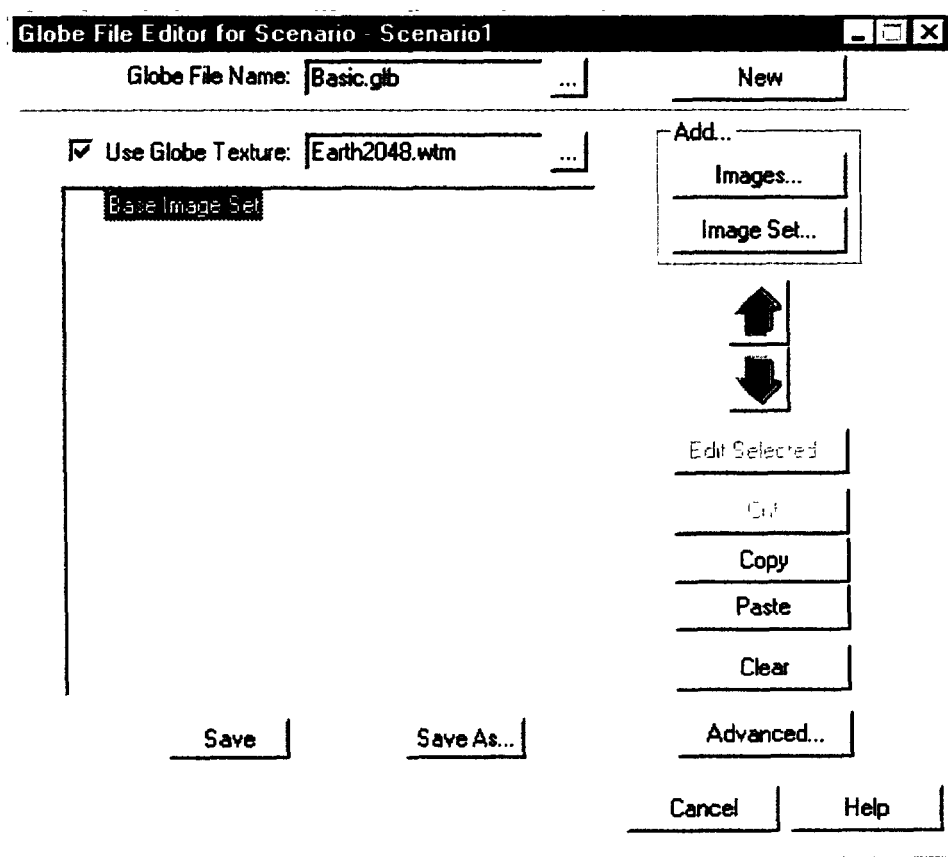 Globe File Editor for Scenario - Scenario1
Globe File Name: Basic.glb ... New
Use Globe Texture: Earth2048.wtm ...
Add...
Images...
Base Image Set
Image Set...
Edit Selected
Cut
Copy
Paste
Clear
Save Save As... Advanced...
Cancel Help